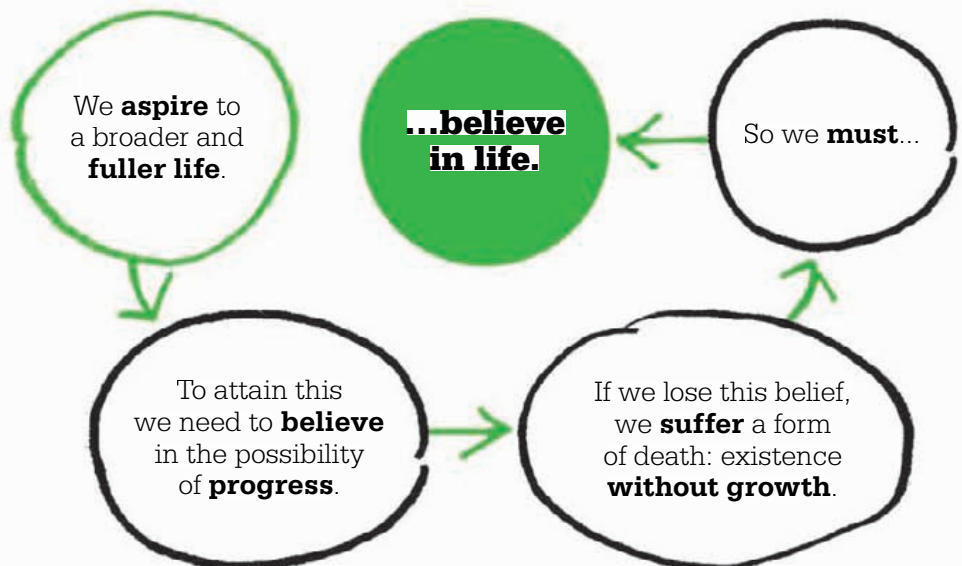 We aspire to
a broader and
fuller life.
To attain this
we need to believe
in the possibility
of progress.
If we lose this belief,
we suffer a form
of death: existence
without growth.
So we must...
...believe
in life.